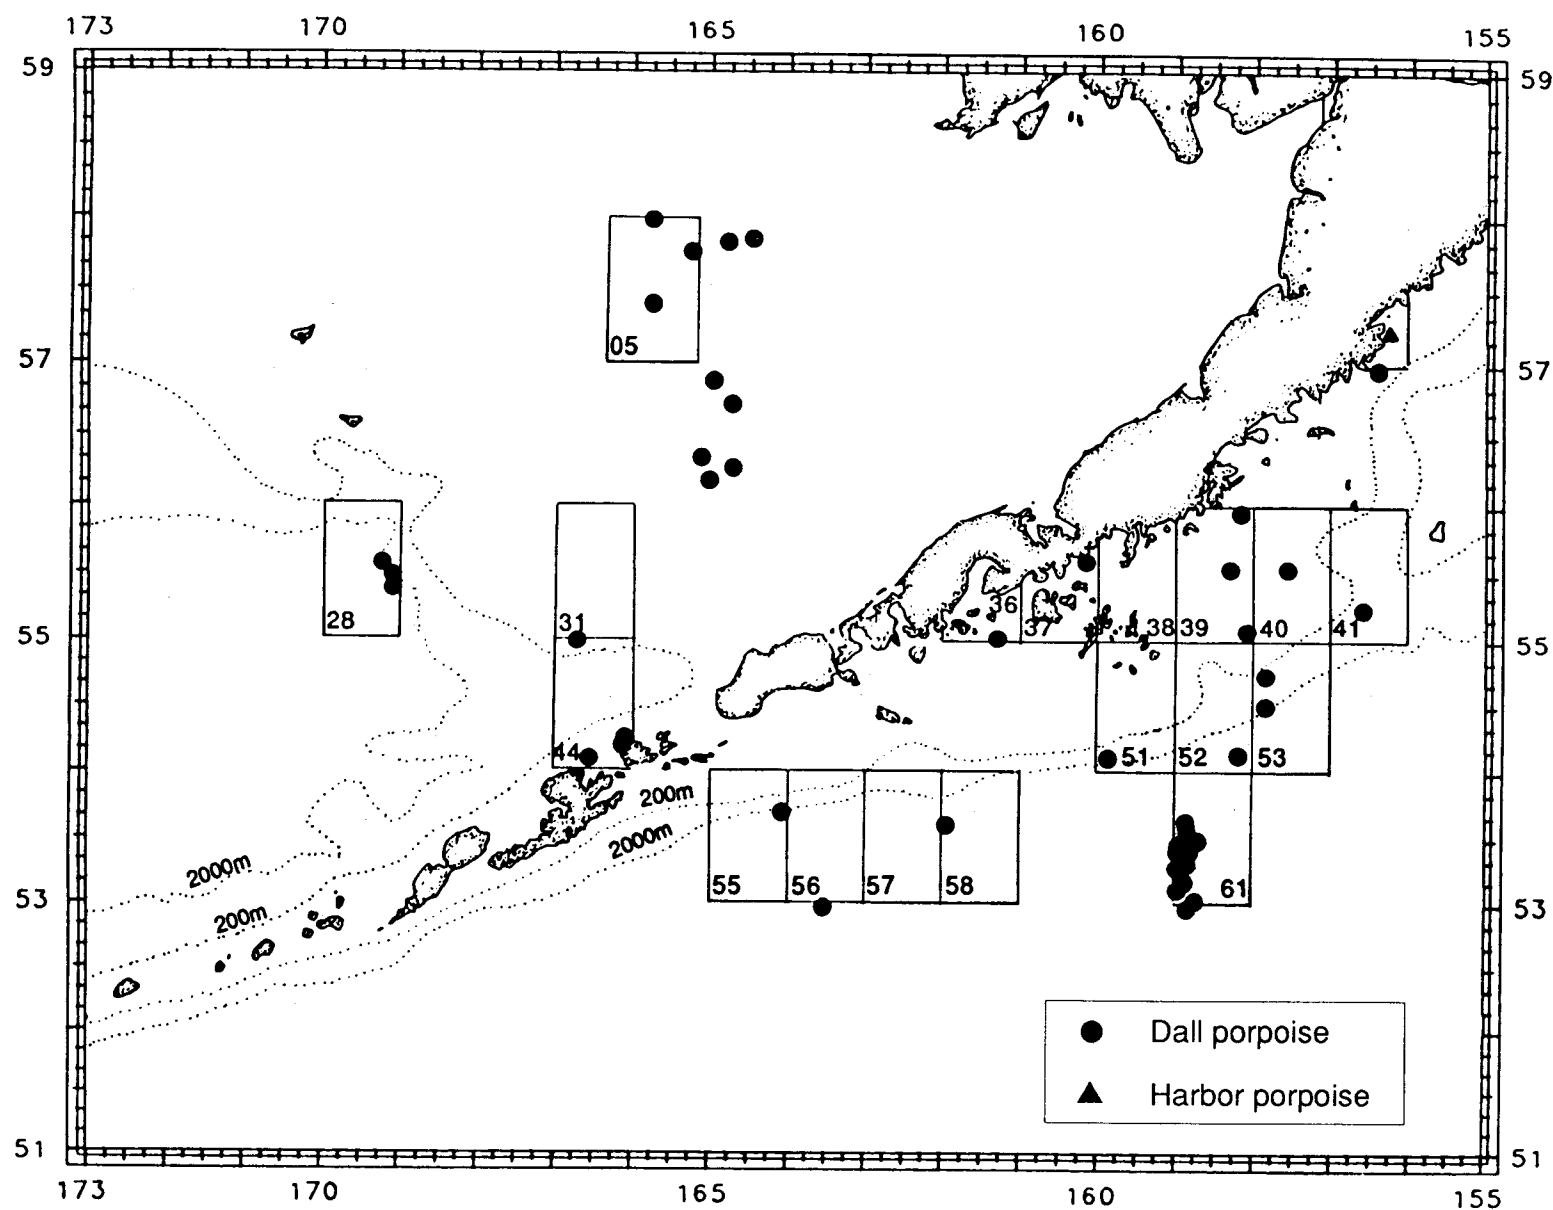 173 170 165 160 155
59 59
05
57 57
28 31 36 37 38 39 40 41
55 55
44 51 52 53
200m
2000m
55 56 57 58
2000m
61
200m
53 53
Dall porpoise
Harbor porpoise
51 51
173 170 165 160 155